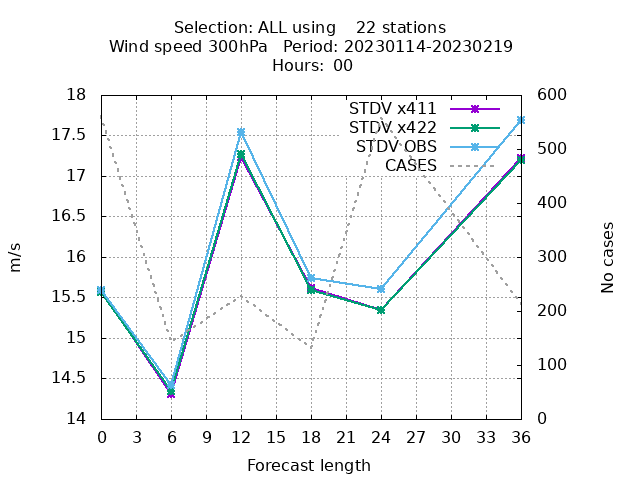 Selection: ALL using    22 stations
Wind speed 300hPa   Period: 20230114-20230219
Hours:  00
STDV x411
STDV x422
STDV OBS
CASES
18
17.5
17
16.5
16
15.5
15
14.5
14
600
500
400
300
200
100
0
m/s
No cases
0 3 6 9 12 15 18 21 24 27 30 33 36
Forecast length